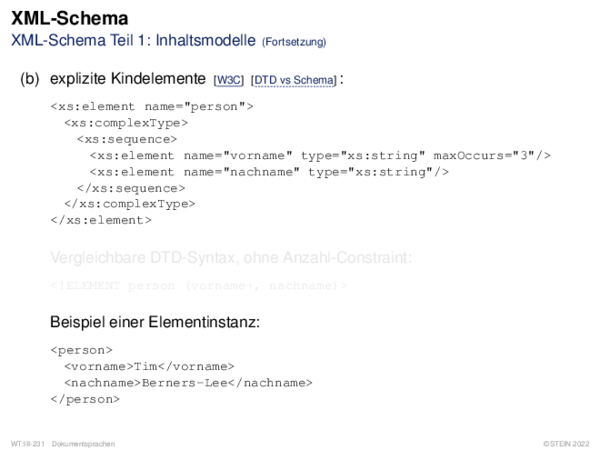 XML-Schema
XML-Schema Teil 1: Inhaltsmodelle (Fortsetzung)
(b) explizite Kindelemente [W3C] [DTD vs Schema] :
<xs:element name="person">
<xs:complexType>
<xs:sequence>
<xs:element name="vorname" type="xs:string" maxOccurs="3"/>
<xs:element name="nachname" type="xs:string"/>
</xs:sequence>
</xs:complexType>
</xs:element>
Vergleichbare DTD-Syntax, ohne Anzahl-Constraint:
<!ELEMENT person (vorname+, nachname)>
Beispiel einer Elementinstanz:
<person>
<vorname>Tim</vorname>
<nachname>Berners-Lee</nachname>
</person>
WT:III-231 Dokumentsprachen ©STEIN 2022